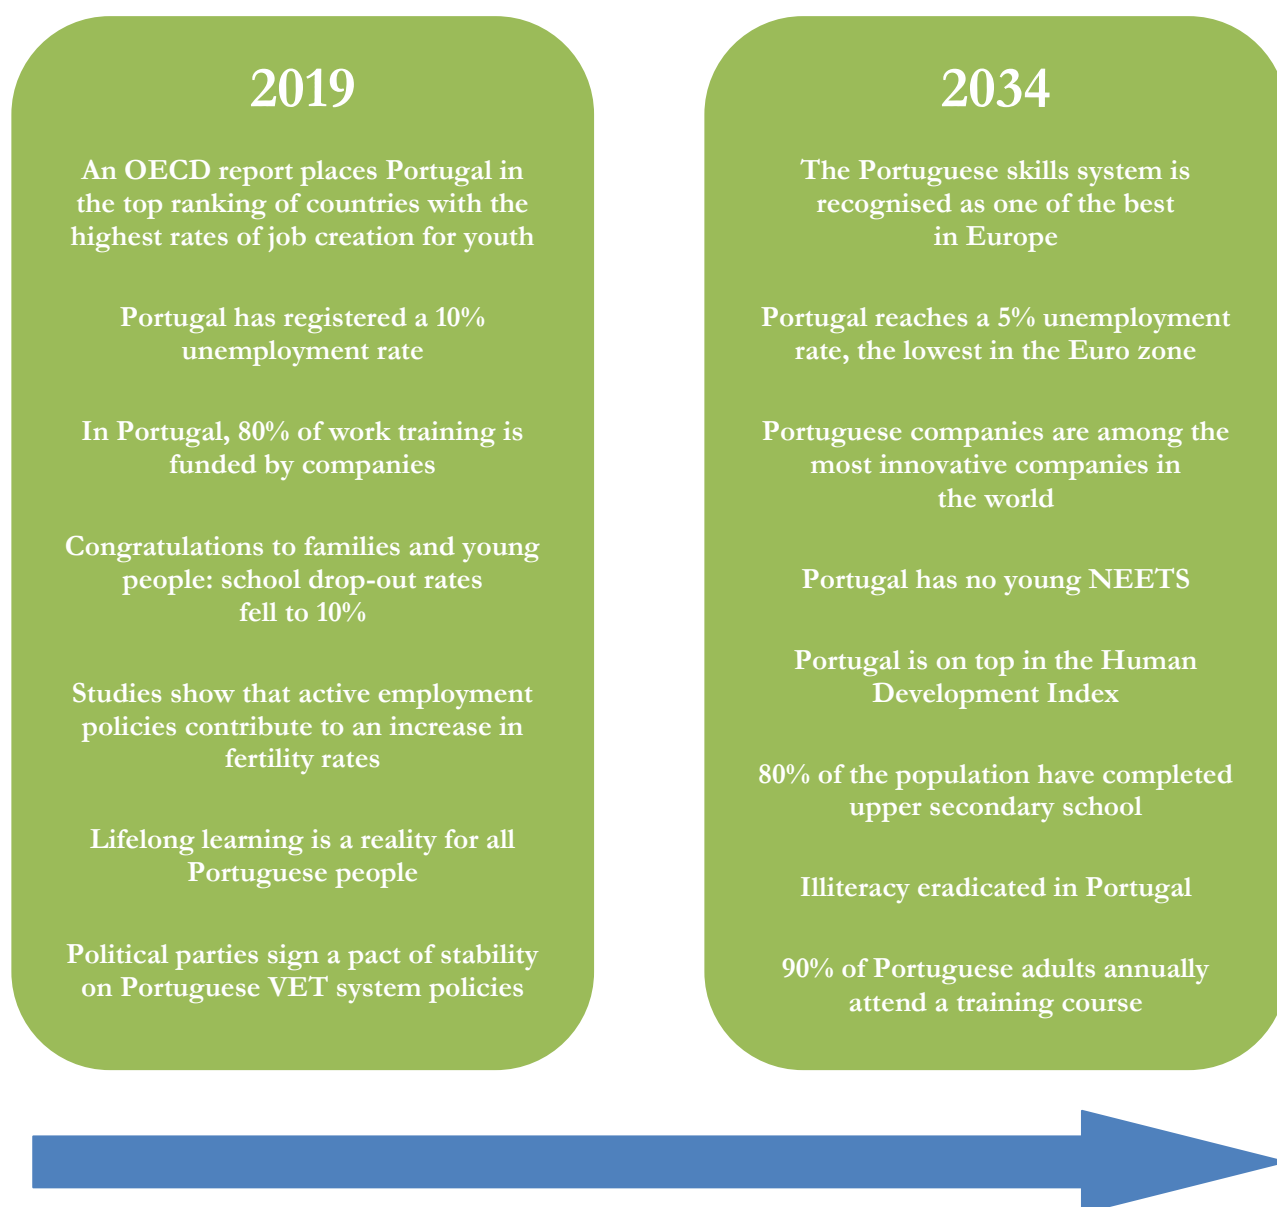 2019
An OECD report places Portugal in
the top ranking of countries with the
highest rates of job creation for youth
Portugal has registered a 10%
unemployment rate
In Portugal, 80% of work training is
funded by companies
Congratulations to families and young
people: school drop-out rates
fell to 10%
Studies show that active employment
policies contribute to an increase in
fertility rates
Lifelong learning is a reality for all
Portuguese people
Political parties sign a pact of stability
on Portuguese VET system policies
2034
The Portuguese skills system is
recognised as one of the best
in Europe
Portugal reaches a 5% unemployment
rate, the lowest in the Euro zone
Portuguese companies are among the
most innovative companies in
the world
Portugal has no young NEETS
Portugal is on top in the Human
Development Index
80% of the population have completed
upper secondary school
Illiteracy eradicated in Portugal
90% of Portuguese adults annually
attend a training course